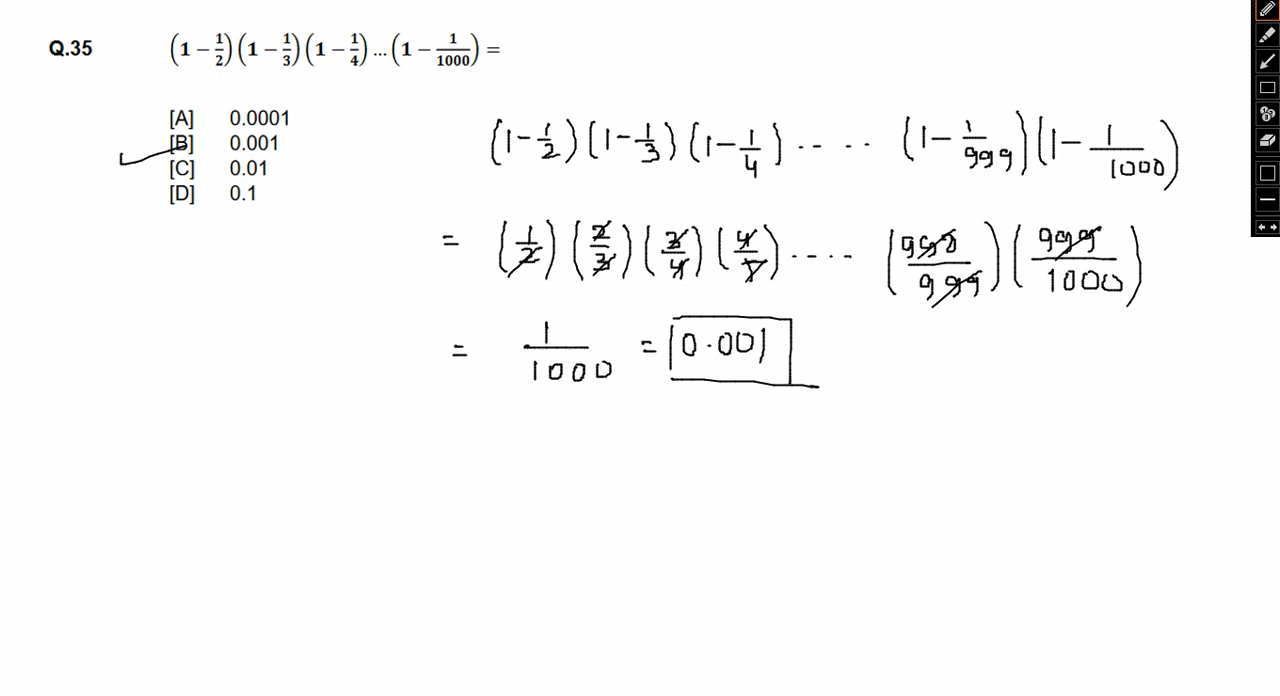 Q.35 (1 − 1/2)(1 − 1/3)(1 − 1/4) … (1 − 1/1000) =
[A] 0.0001
[B] 0.001
[C] 0.01
[D] 0.1
(1 − 1/2)(1 − 1/3)(1 − 1/4) .. .. (1 − 1/999)(1 − 1/1000)
= (1/2)(2/3)(3/4)(4/5) .. .. (998/999)(999/1000)
= 1/1000 = 0.001